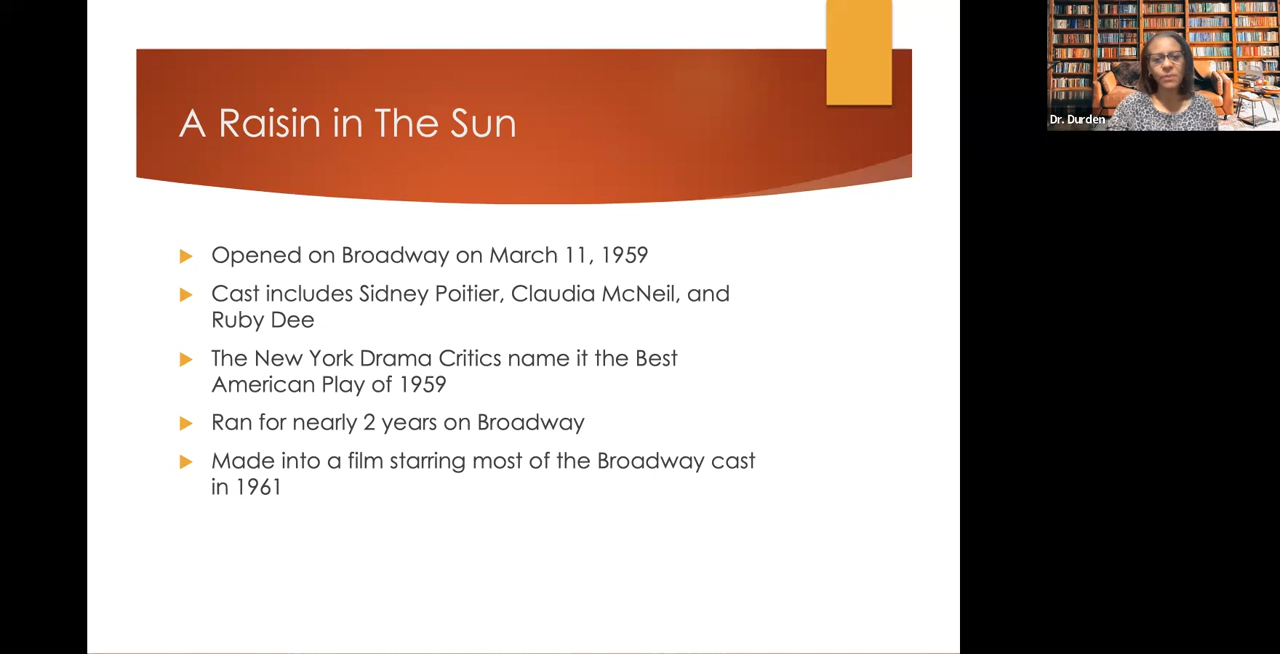 A Raisin in The Sun
Opened on Broadway on March 11, 1959
Cast includes Sidney Poitier, Claudia McNeil, and
Ruby Dee
The New York Drama Critics name it the Best
American Play of 1959
Ran for nearly 2 years on Broadway
Made into a film starring most of the Broadway cast
in 1961
Dr. Durden